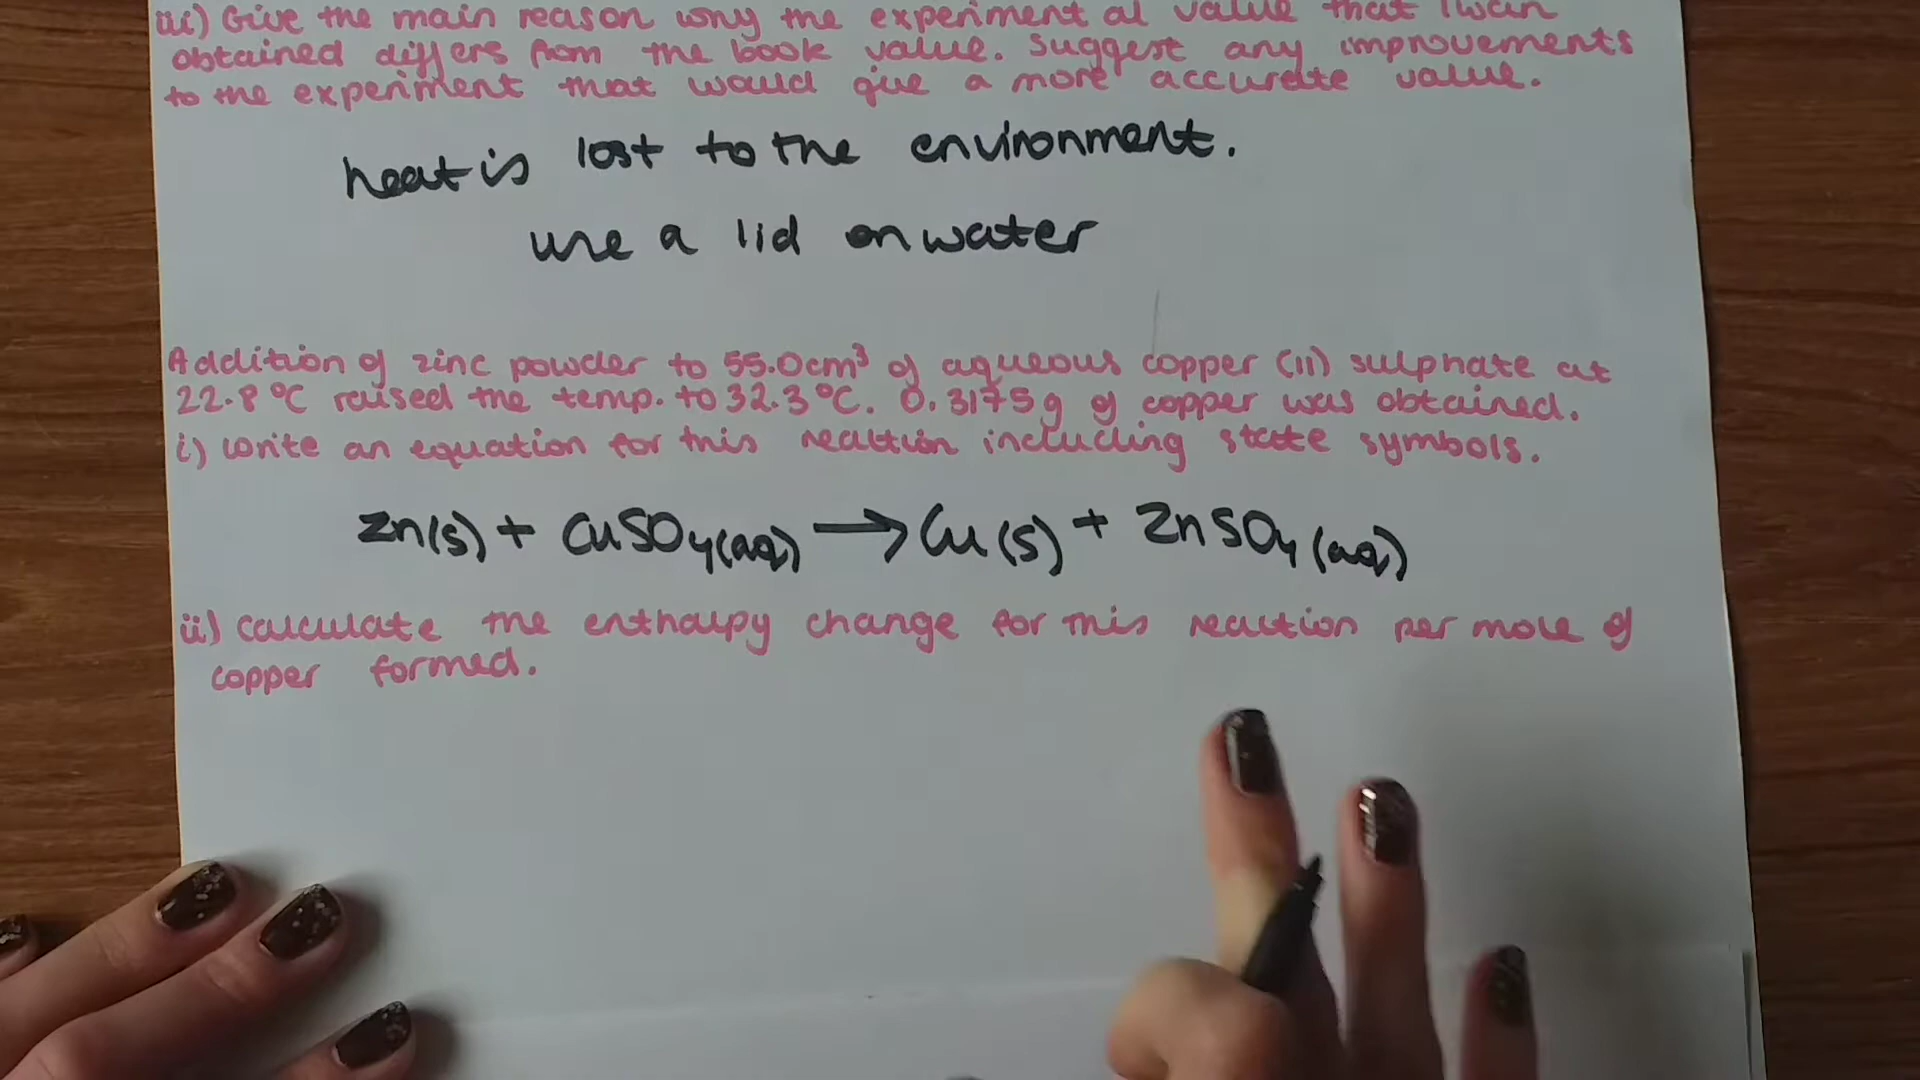 iii) Give the main reason why the experimental value that Iwan
obtained differs from the book value. Suggest any improvements
to the experiment that would give a more accurate value.
heat is lost to the environment.
use a lid on water
Addition of zinc powder to 55.0cm³ of aqueous copper (II) sulphate at
22.8°C raised the temp. to 32.3°C. 0.3175g of copper was obtained.
i) Write an equation for this reaction including state symbols.
Zn(s) + CuSO₄(aq) → Cu(s) + ZnSO₄(aq)
ii) Calculate the enthalpy change for this reaction per mole of
copper formed.